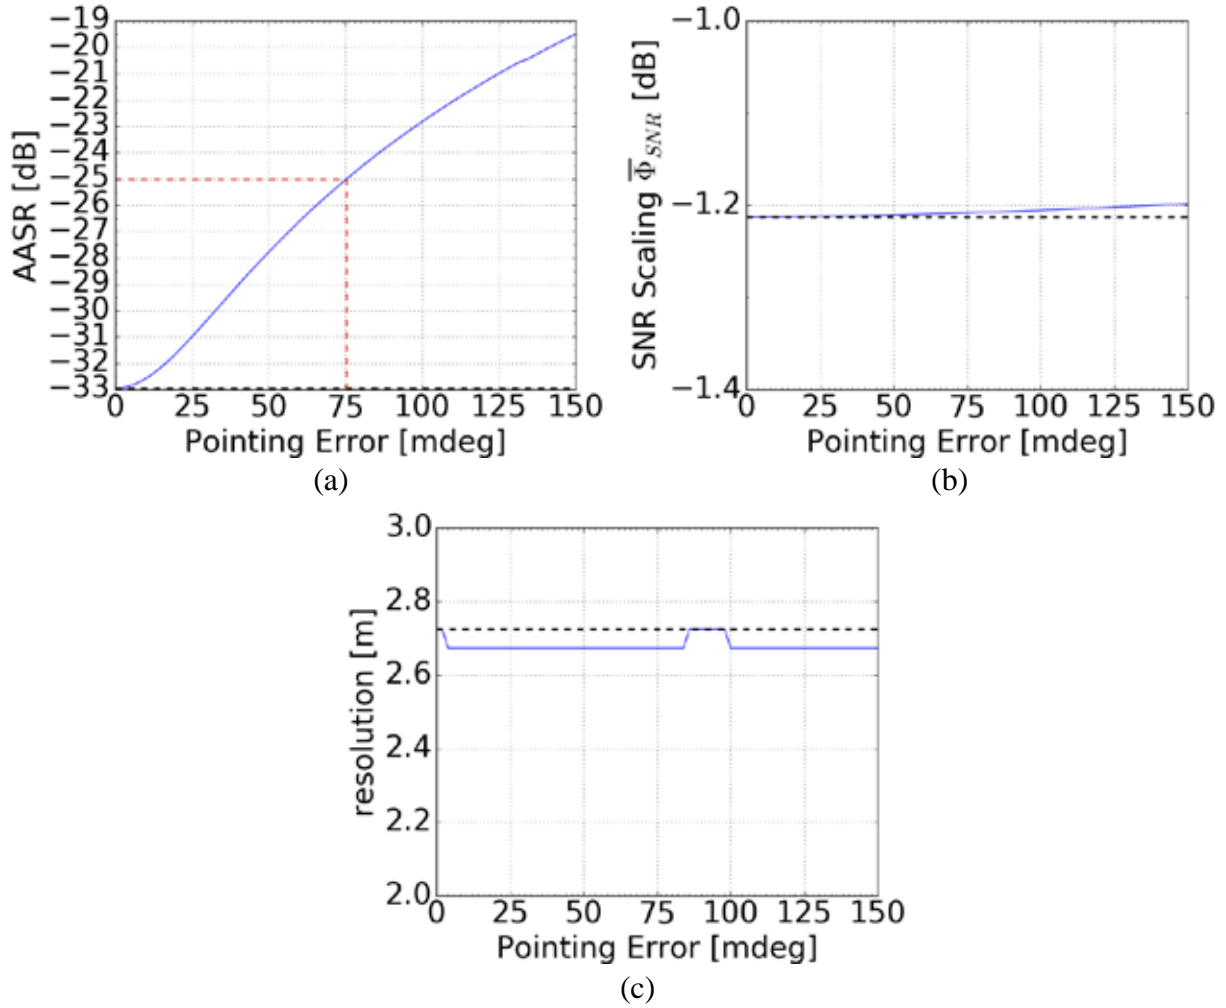 −19
−20
−21
−22
−23
−24
−25
−26
−27
−28
−29
−30
−31
−32
−33
AASR [dB]
0 25 50 75 100 125 150
Pointing Error [mdeg]
(a)
−1.0
−1.2
−1.4
SNR Scaling Φ̅_SNR [dB]
0 25 50 75 100 125 150
Pointing Error [mdeg]
(b)
3.0
2.8
2.6
2.4
2.2
2.0
resolution [m]
0 25 50 75 100 125 150
Pointing Error [mdeg]
(c)